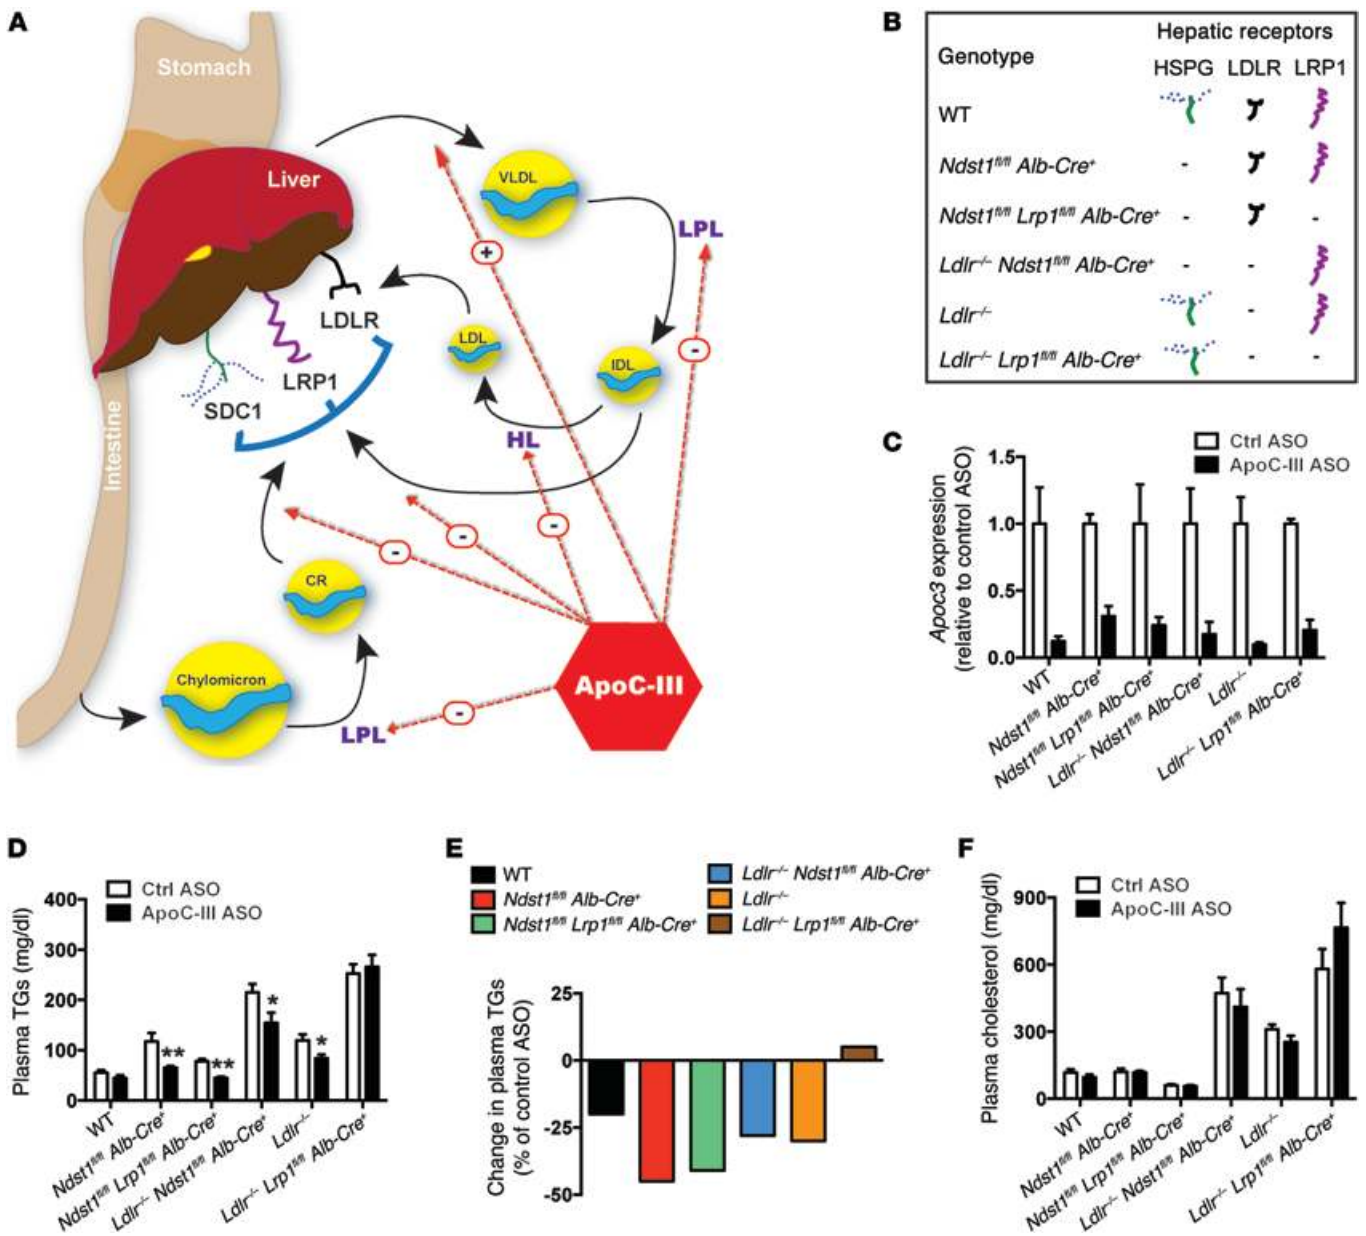 A
Stomach
Liver
Intestine
VLDL
LPL
LDLR
LDL
IDL
LRP1
SDC1
HL
CR
Chylomicron
LPL
ApoC-III
+
-
-
-
-
-
B
Genotype
Hepatic receptors
HSPG LDLR LRP1
WT
Ndst1fl/fl Alb-Cre+ -
Ndst1fl/fl Lrp1fl/fl Alb-Cre+ - -
Ldlr–/– Ndst1fl/fl Alb-Cre+ - -
Ldlr–/– -
Ldlr–/– Lrp1fl/fl Alb-Cre+ - -
C
Ctrl ASO
ApoC-III ASO
Apoc3 expression
(relative to control ASO)
1.5
1.0
0.5
0.0
WT
Ndst1fl/fl Alb-Cre+
Ndst1fl/fl Lrp1fl/fl Alb-Cre+
Ldlr–/– Ndst1fl/fl Alb-Cre+
Ldlr–/–
Ldlr–/– Lrp1fl/fl Alb-Cre+
D
Ctrl ASO
ApoC-III ASO
Plasma TGs (mg/dl)
400
300
200
100
0
**
**
*
*
WT
Ndst1fl/fl Alb-Cre+
Ndst1fl/fl Lrp1fl/fl Alb-Cre+
Ldlr–/– Ndst1fl/fl Alb-Cre+
Ldlr–/–
Ldlr–/– Lrp1fl/fl Alb-Cre+
E
WT
Ndst1fl/fl Alb-Cre+
Ndst1fl/fl Lrp1fl/fl Alb-Cre+
Ldlr–/– Ndst1fl/fl Alb-Cre+
Ldlr–/–
Ldlr–/– Lrp1fl/fl Alb-Cre+
Change in plasma TGs
(% of control ASO)
25
0
-25
-50
F
Ctrl ASO
ApoC-III ASO
Plasma cholesterol (mg/dl)
900
600
300
0
WT
Ndst1fl/fl Alb-Cre+
Ndst1fl/fl Lrp1fl/fl Alb-Cre+
Ldlr–/– Ndst1fl/fl Alb-Cre+
Ldlr–/–
Ldlr–/– Lrp1fl/fl Alb-Cre+